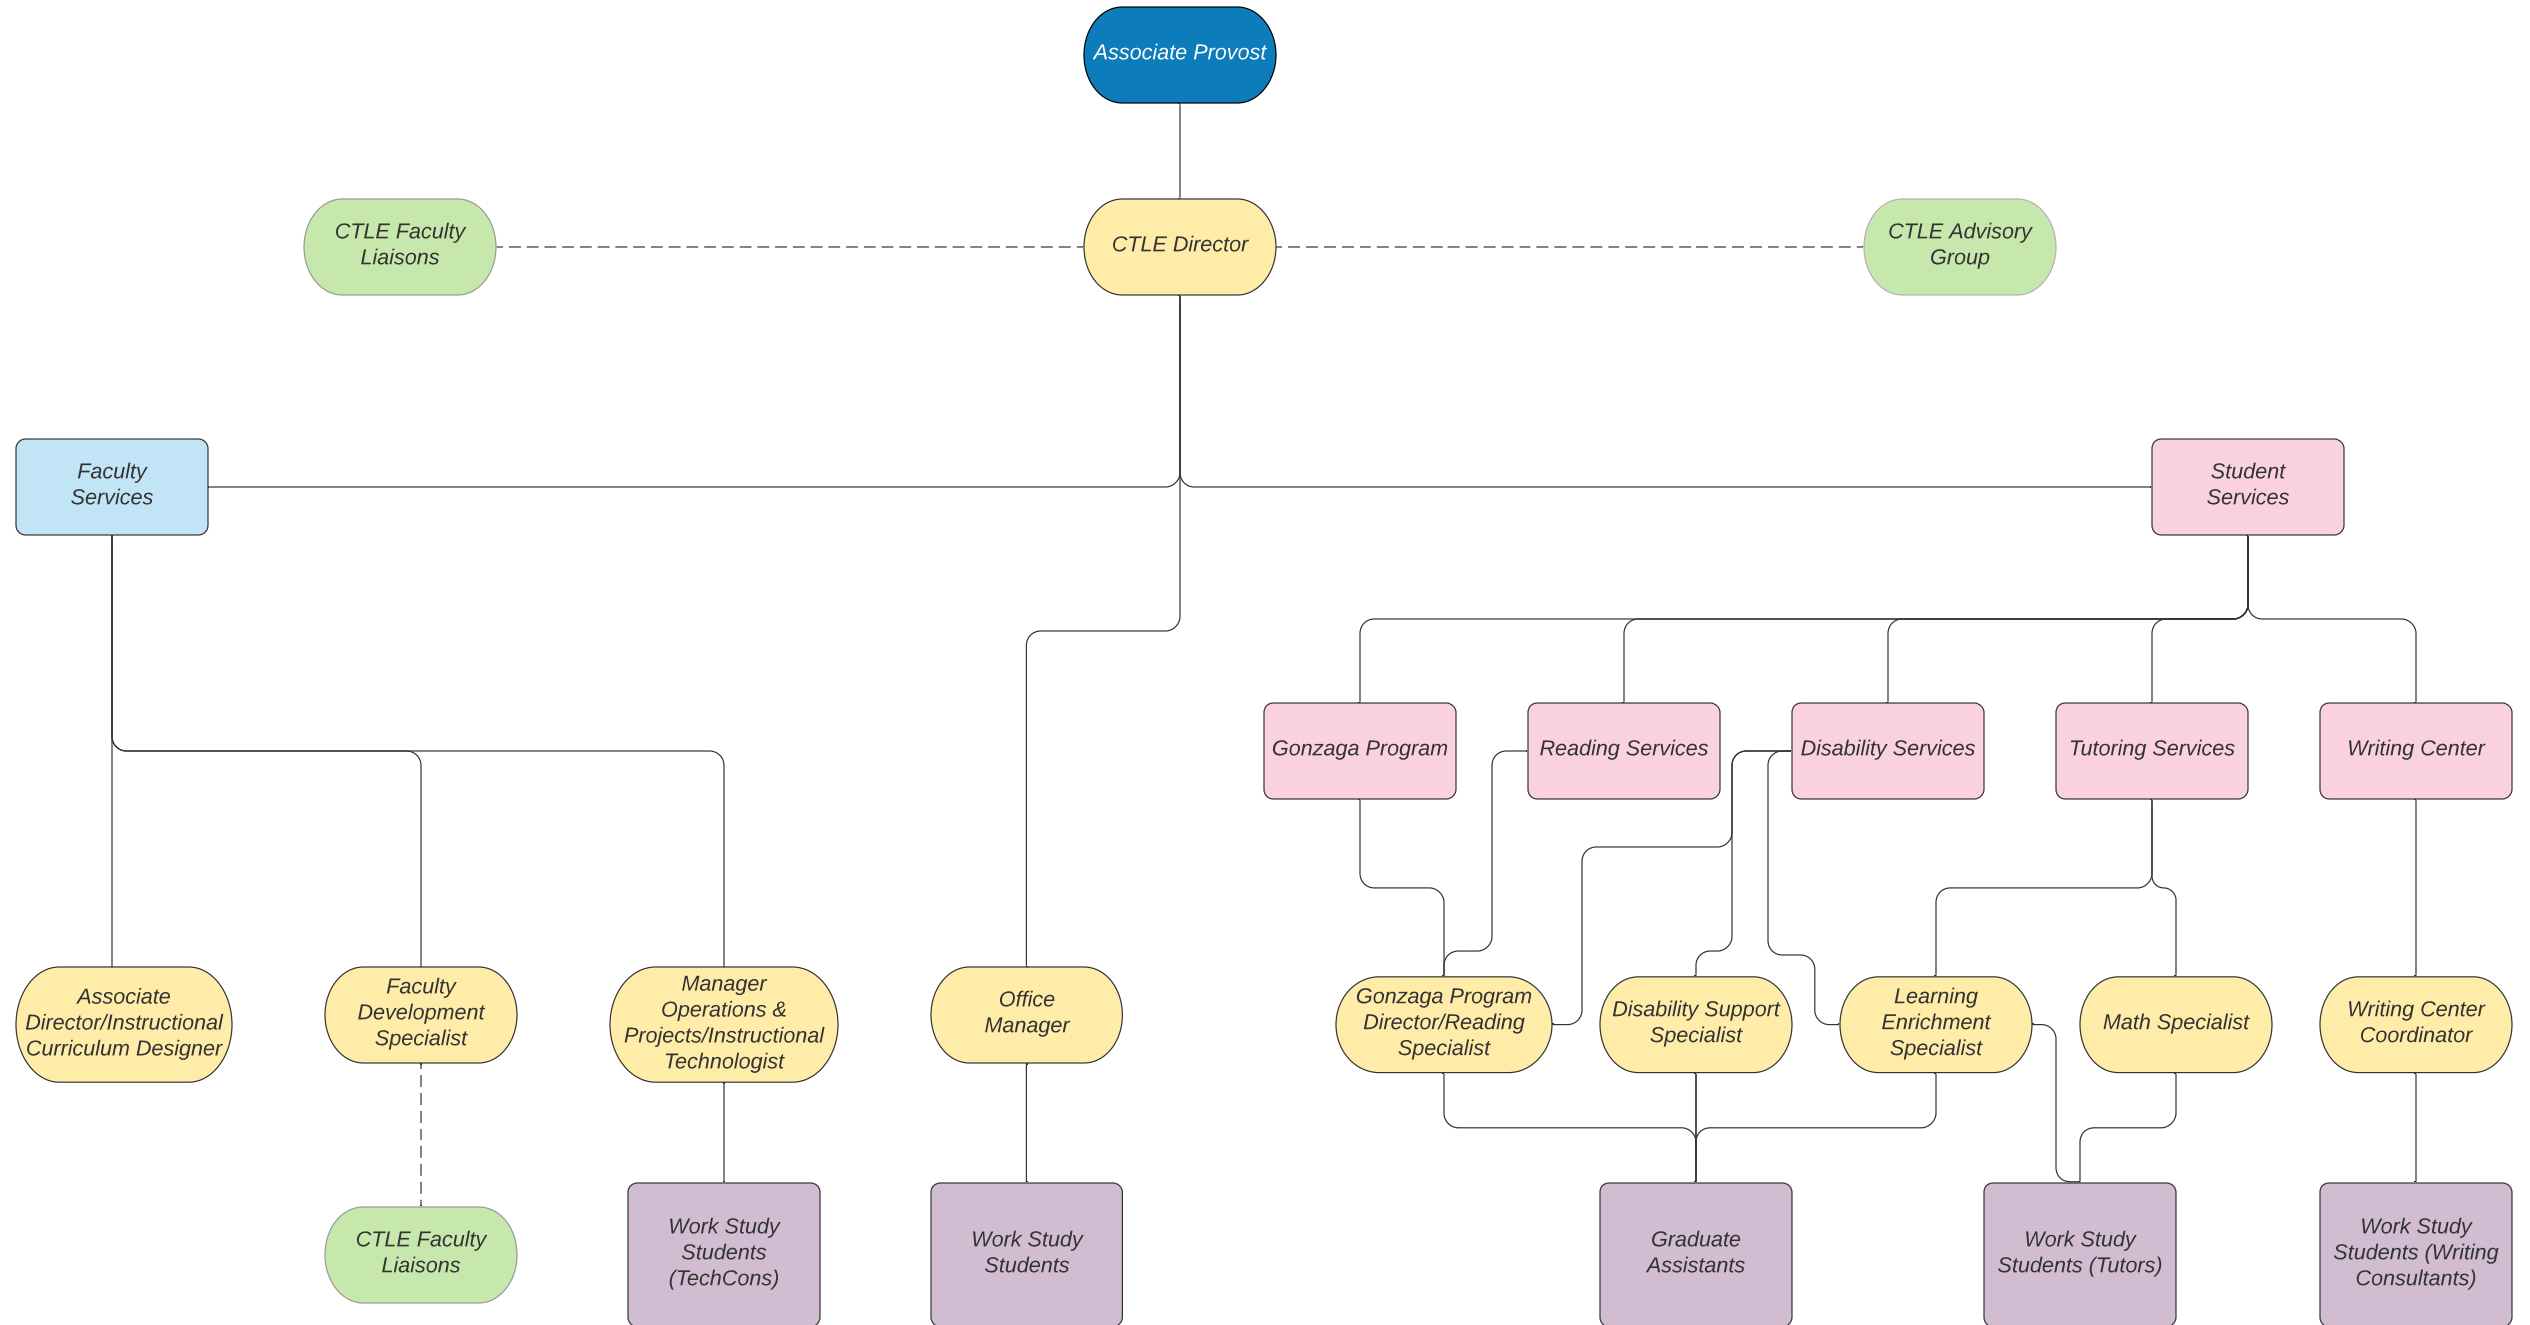 Associate Provost
CTLE Faculty
Liaisons
CTLE Director
CTLE Advisory
Group
Faculty
Services
Student
Services
Gonzaga Program
Reading Services
Disability Services
Tutoring Services
Writing Center
Associate
Director/Instructional
Curriculum Designer
Faculty
Development
Specialist
Manager
Operations &
Projects/Instructional
Technologist
Office
Manager
Gonzaga Program
Director/Reading
Specialist
Disability Support
Specialist
Learning
Enrichment
Specialist
Math Specialist
Writing Center
Coordinator
CTLE Faculty
Liaisons
Work Study
Students
(TechCons)
Work Study
Students
Graduate
Assistants
Work Study
Students (Tutors)
Work Study
Students (Writing
Consultants)